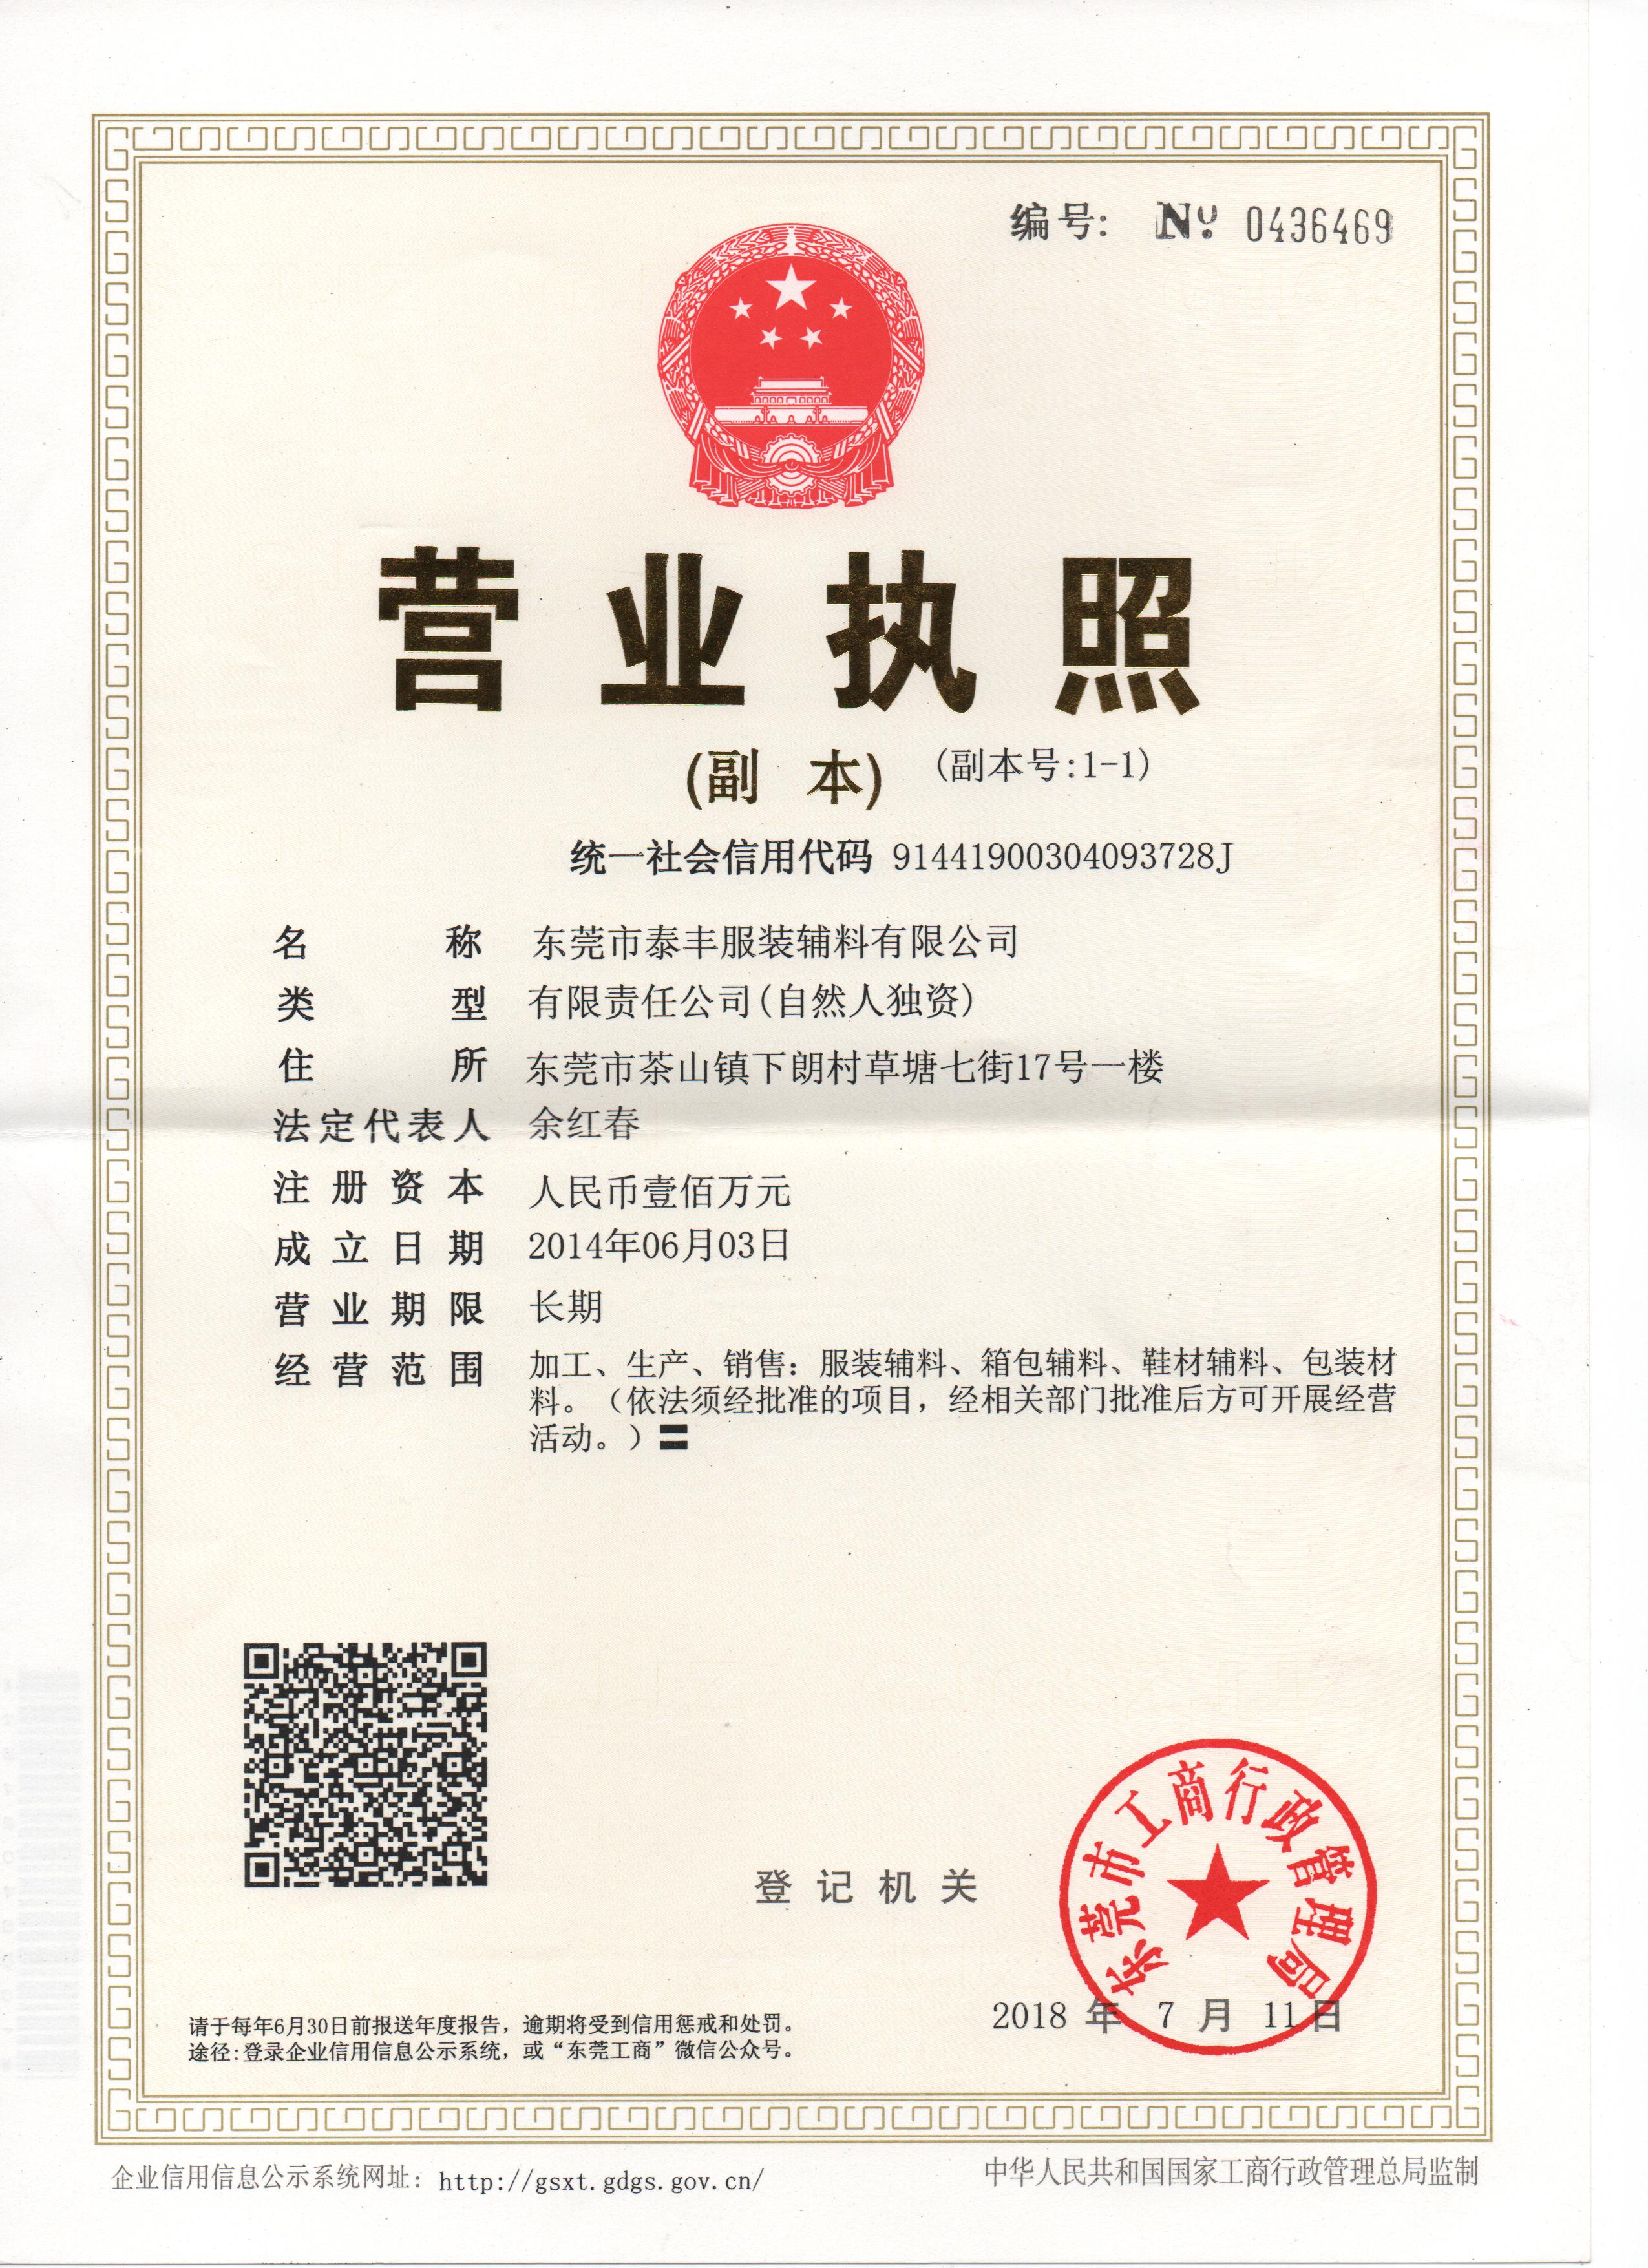 编号: Nº 0436469
营业执照
(副本) (副本号:1-1)
统一社会信用代码 91441900304093728J
名称 东莞市泰丰服装辅料有限公司
类型 有限责任公司(自然人独资)
住所 东莞市茶山镇下朗村草塘七街17号一楼
法定代表人 余红春
注册资本 人民币壹佰万元
成立日期 2014年06月03日
营业期限 长期
经营范围 加工、生产、销售: 服装辅料、箱包辅料、鞋材辅料、包装材
料。（依法须经批准的项目, 经相关部门批准后方可开展经营
活动。）
登记机关
东莞市工商行政管理局
2018 年 7 月 11 日
请于每年6月30日前报送年度报告, 逾期将受到信用惩戒和处罚。
途径:登录企业信用信息公示系统, 或“东莞工商”微信公众号。
企业信用信息公示系统网址: http://gsxt.gdgs.gov.cn/
中华人民共和国国家工商行政管理总局监制